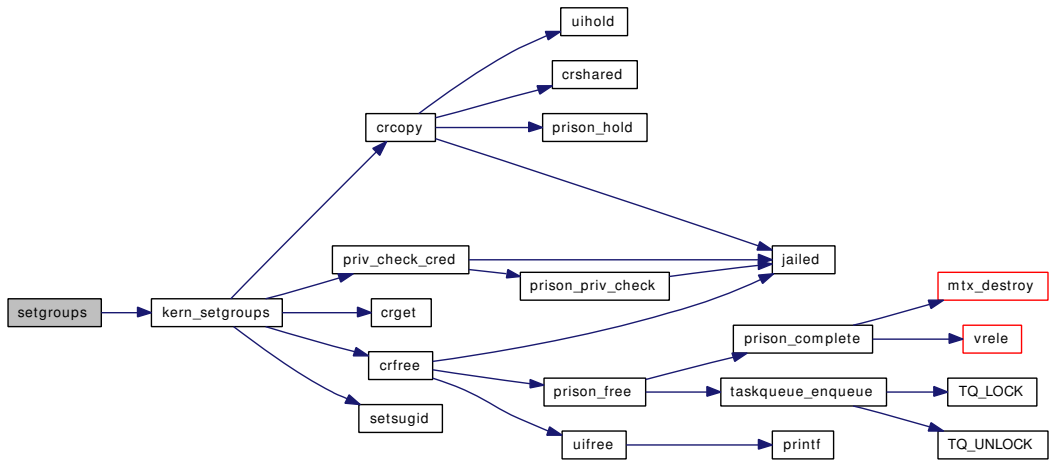 uihold
crshared
crcopy
prison_hold
priv_check_cred
jailed
prison_priv_check
mtx_destroy
setgroups
kern_setgroups
crget
prison_complete
vrele
crfree
prison_free
taskqueue_enqueue
TQ_LOCK
setsugid
uifree
printf
TQ_UNLOCK